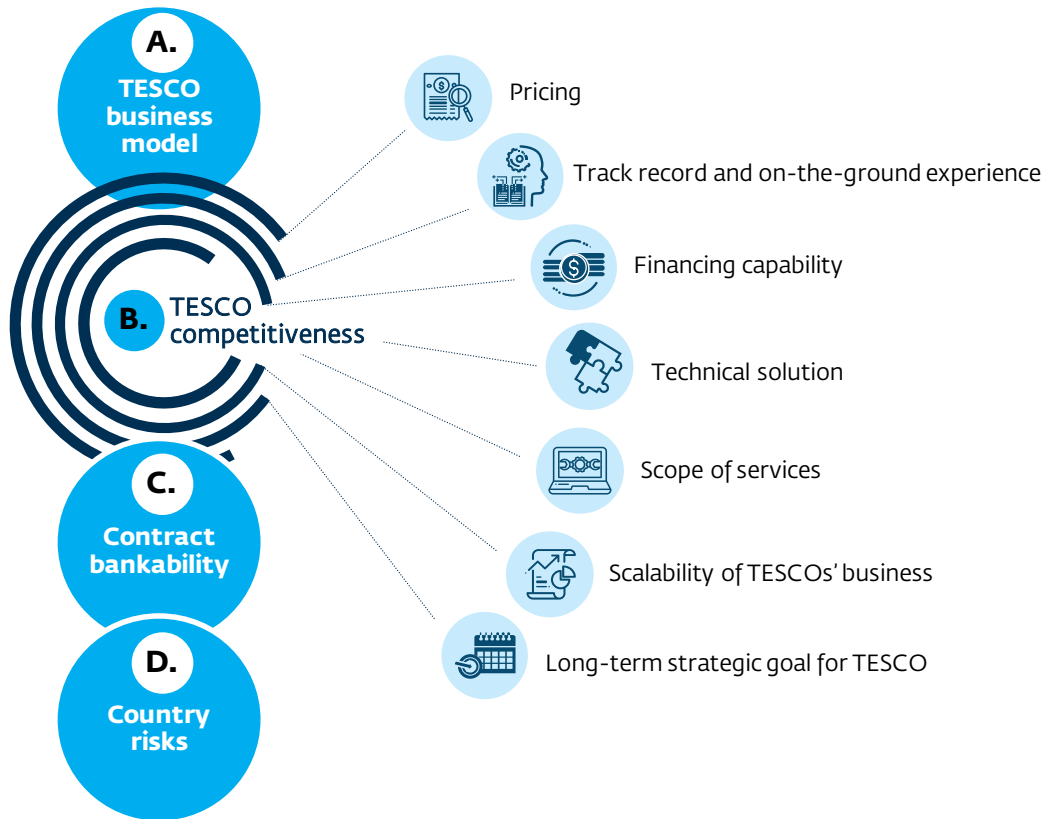 A.
TESCO
business
model
B.
TESCO
competitiveness
C.
Contract
bankability
D.
Country
risks
Pricing
Track record and on-the-ground experience
Financing capability
Technical solution
Scope of services
Scalability of TESCOs’ business
Long-term strategic goal for TESCO